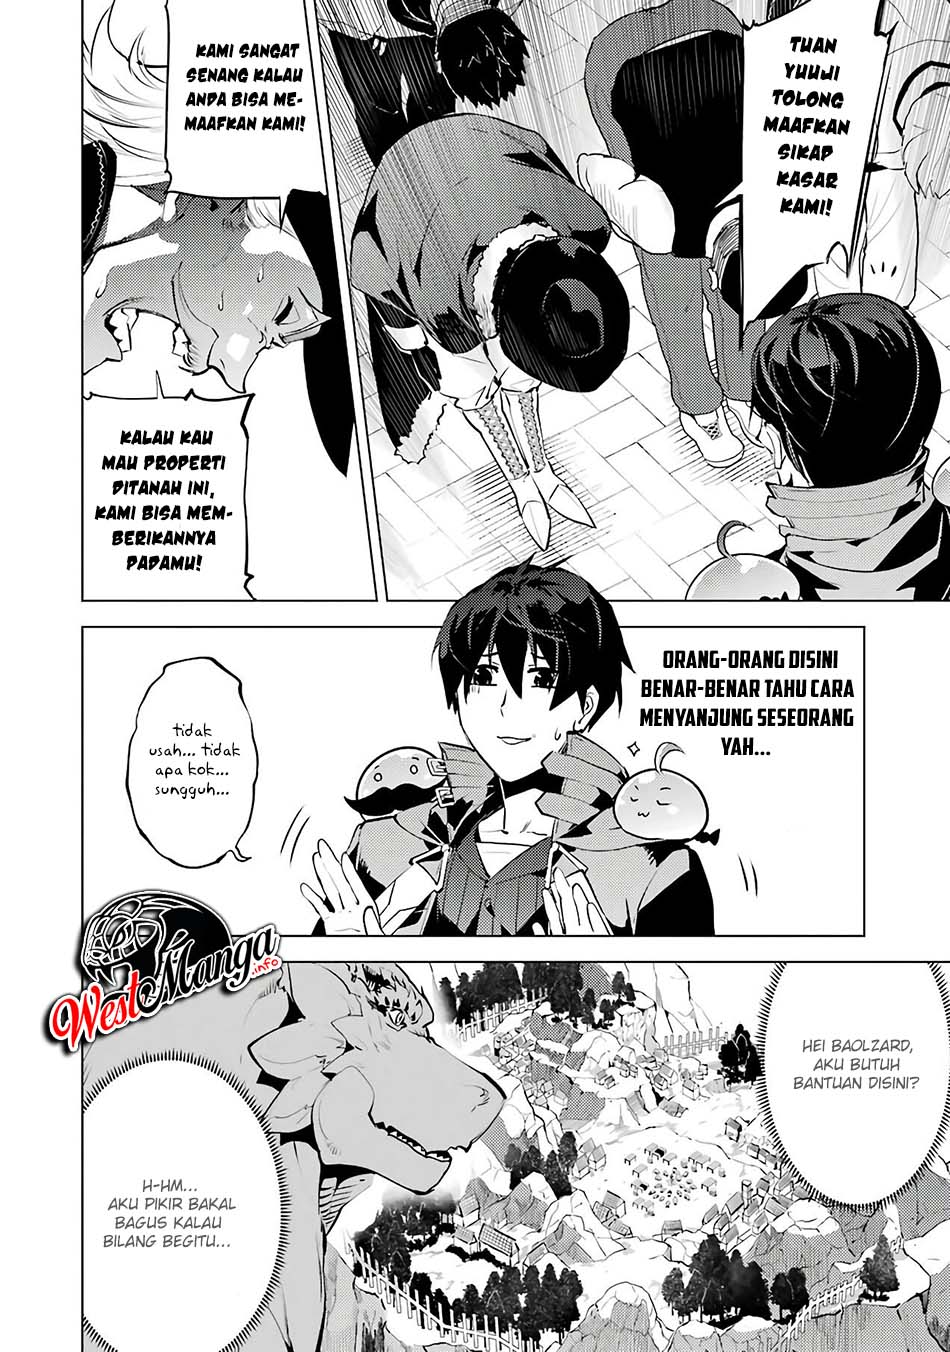 TUAN
YUUJI
TOLONG
MAAFKAN
SIKAP
KASAR
KAMI!
KAMI SANGAT
SENANG KALAU
ANDA BISA ME-
MAAFKAN KAMI!
KALAU KAU
MAU PROPERTI
DITANAH INI,
KAMI BISA MEM-
BERIKANNYA
PADAMU!
ORANG-ORANG DISINI
BENAR-BENAR TAHU CARA
MENYANJUNG SESEORANG
YAH...
tidak
usah... tidak
apa kok...
sungguh...
WestManga
.info
HEI BAOLZARD,
AKU BUTUH
BANTUAN DISINI?
H-HM...
AKU PIKIR BAKAL
BAGUS KALAU
BILANG BEGITU...